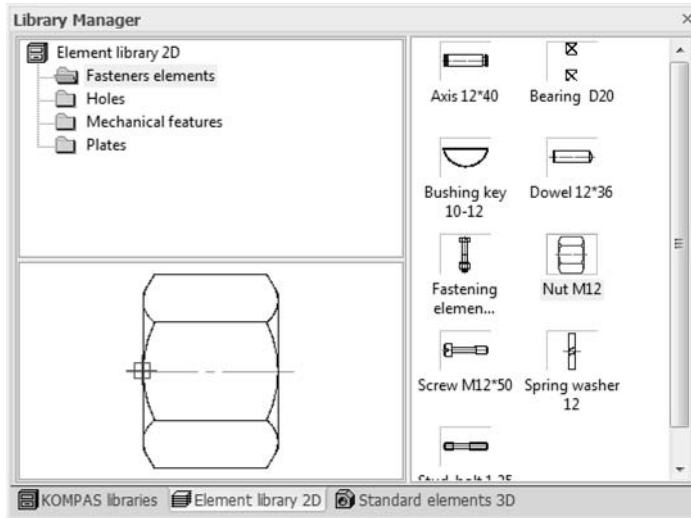 Library Manager
Element library 2D
Fasteners elements
Holes
Mechanical features
Plates
Axis 12*40
Bearing D20
Bushing key
10-12
Dowel 12*36
Fastening
elemen...
Nut M12
Screw M12*50
Spring washer
12
KOMPAS libraries
Element library 2D
Standard elements 3D